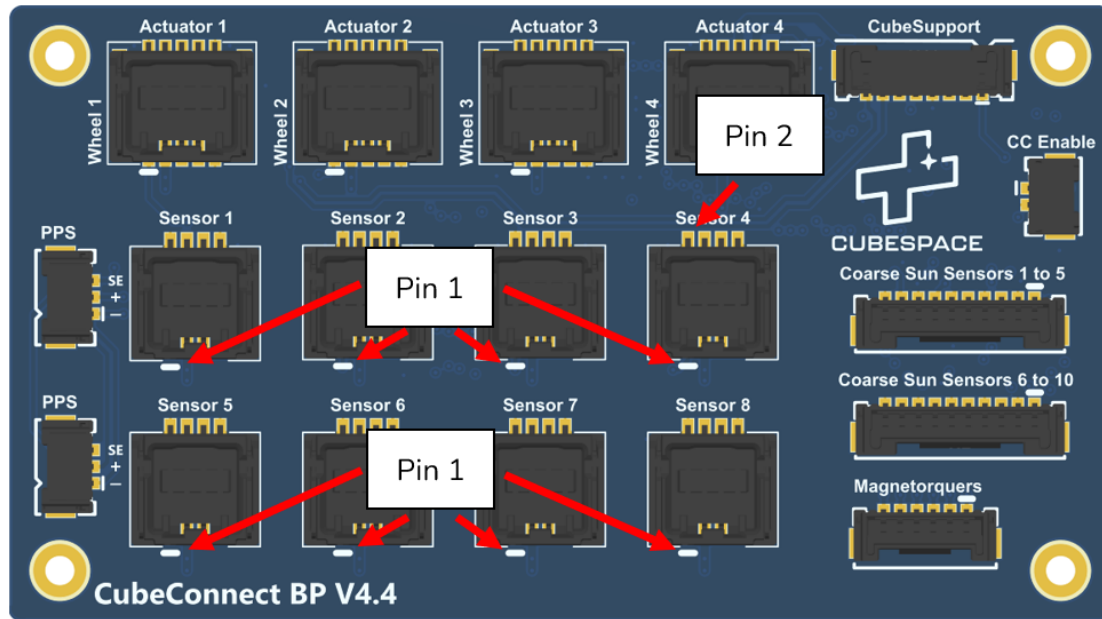 Actuator 1
Actuator 2
Actuator 3
Actuator 4
CubeSupport
Wheel 1
Wheel 2
Wheel 3
Wheel 4
Pin 2
CC Enable
Sensor 1
Sensor 2
Sensor 3
Sensor 4
PPS
SE
+
–
CUBESPACE
Pin 1
Coarse Sun Sensors 1 to 5
Coarse Sun Sensors 6 to 10
PPS
SE
+
–
Sensor 5
Sensor 6
Sensor 7
Sensor 8
Pin 1
Magnetorquers
CubeConnect BP V4.4